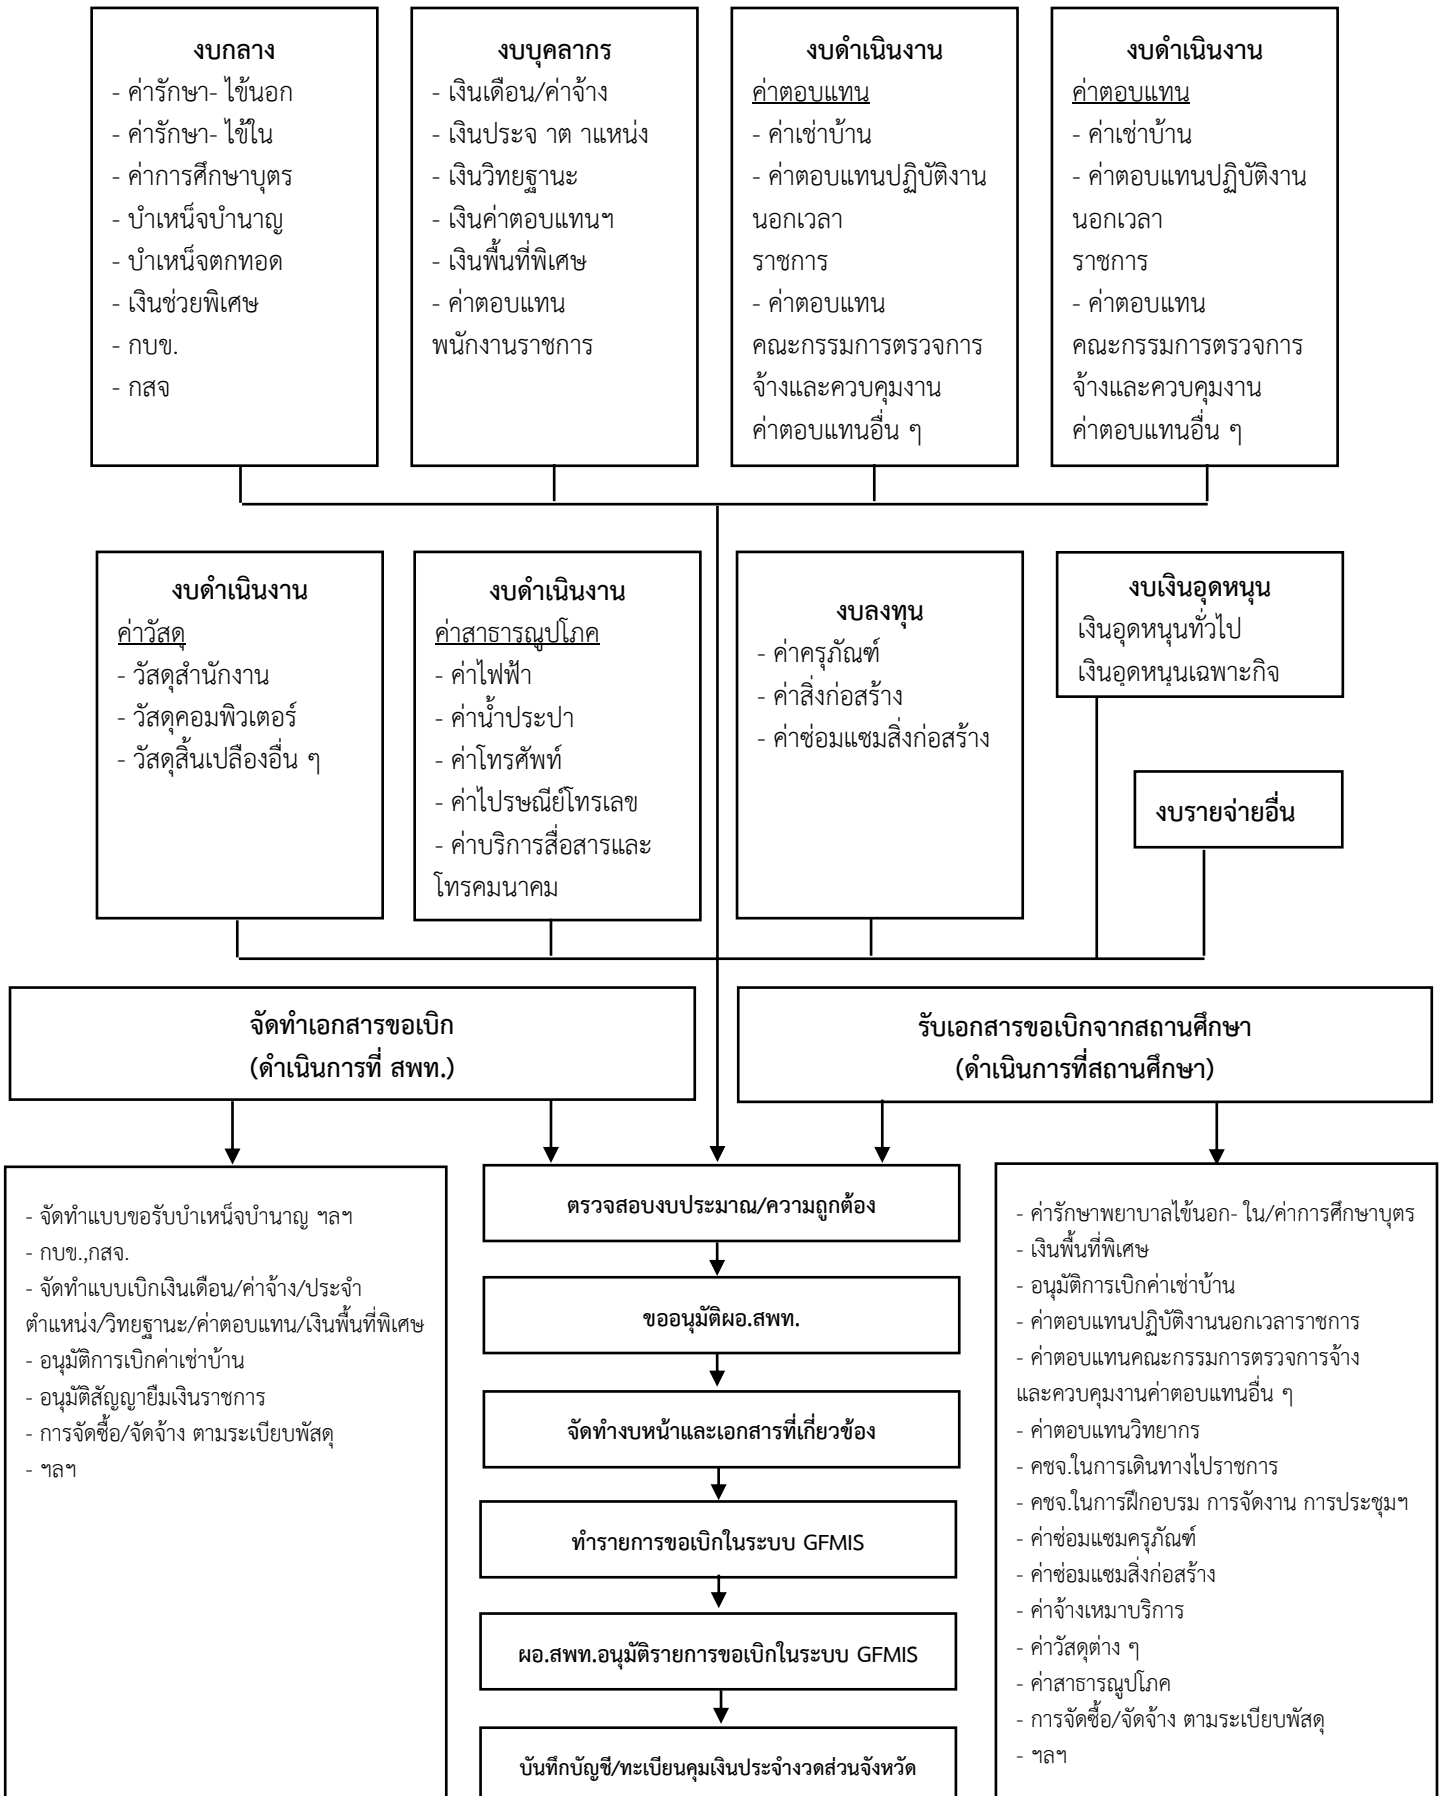 งบกลาง
- ค่ารักษา- ไข้นอก
- ค่ารักษา- ไข้ใน
- ค่าการศึกษาบุตร
- บำเหน็จบำนาญ
- บำเหน็จตกทอด
- เงินช่วยพิเศษ
- กบข.
- กสจ
งบบุคลากร
- เงินเดือน/ค่าจ้าง
- เงินประจ าต าแหน่ง
- เงินวิทยฐานะ
- เงินค่าตอบแทนฯ
- เงินพื้นที่พิเศษ
- ค่าตอบแทน
พนักงานราชการ
งบดำเนินงาน
ค่าตอบแทน
- ค่าเช่าบ้าน
- ค่าตอบแทนปฏิบัติงาน
นอกเวลา
ราชการ
- ค่าตอบแทน
คณะกรรมการตรวจการ
จ้างและควบคุมงาน
ค่าตอบแทนอื่น ๆ
งบดำเนินงาน
ค่าตอบแทน
- ค่าเช่าบ้าน
- ค่าตอบแทนปฏิบัติงาน
นอกเวลา
ราชการ
- ค่าตอบแทน
คณะกรรมการตรวจการ
จ้างและควบคุมงาน
ค่าตอบแทนอื่น ๆ
งบดำเนินงาน
ค่าวัสดุ
- วัสดุสำนักงาน
- วัสดุคอมพิวเตอร์
- วัสดุสิ้นเปลืองอื่น ๆ
งบดำเนินงาน
ค่าสาธารณูปโภค
- ค่าไฟฟ้า
- ค่าน้ำประปา
- ค่าโทรศัพท์
- ค่าไปรษณีย์โทรเลข
- ค่าบริการสื่อสารและ
โทรคมนาคม
งบลงทุน
- ค่าครุภัณฑ์
- ค่าสิ่งก่อสร้าง
- ค่าซ่อมแซมสิ่งก่อสร้าง
งบเงินอุดหนุน
เงินอุดหนุนทั่วไป
เงินอุดหนุนเฉพาะกิจ
งบรายจ่ายอื่น
จัดทำเอกสารขอเบิก
(ดำเนินการที่ สพท.)
รับเอกสารขอเบิกจากสถานศึกษา
(ดำเนินการที่สถานศึกษา)
- จัดทำแบบขอรับบำเหน็จบำนาญ ฯลฯ
- กบข.,กสจ.
- จัดทำแบบเบิกเงินเดือน/ค่าจ้าง/ประจำ
ตำแหน่ง/วิทยฐานะ/ค่าตอบแทน/เงินพื้นที่พิเศษ
- อนุมัติการเบิกค่าเช่าบ้าน
- อนุมัติสัญญายืมเงินราชการ
- การจัดซื้อ/จัดจ้าง ตามระเบียบพัสดุ
- ฯลฯ
ตรวจสอบงบประมาณ/ความถูกต้อง
ขออนุมัติผอ.สพท.
จัดทำงบหน้าและเอกสารที่เกี่ยวข้อง
ทำรายการขอเบิกในระบบ GFMIS
ผอ.สพท.อนุมัติรายการขอเบิกในระบบ GFMIS
บันทึกบัญชี/ทะเบียนคุมเงินประจำงวดส่วนจังหวัด
- ค่ารักษาพยาบาลไข้นอก- ใน/ค่าการศึกษาบุตร
- เงินพื้นที่พิเศษ
- อนุมัติการเบิกค่าเช่าบ้าน
- ค่าตอบแทนปฏิบัติงานนอกเวลาราชการ
- ค่าตอบแทนคณะกรรมการตรวจการจ้าง
และควบคุมงานค่าตอบแทนอื่น ๆ
- ค่าตอบแทนวิทยากร
- คชจ.ในการเดินทางไปราชการ
- คชจ.ในการฝึกอบรม การจัดงาน การประชุมฯ
- ค่าซ่อมแซมครุภัณฑ์
- ค่าซ่อมแซมสิ่งก่อสร้าง
- ค่าจ้างเหมาบริการ
- ค่าวัสดุต่าง ๆ
- ค่าสาธารณูปโภค
- การจัดซื้อ/จัดจ้าง ตามระเบียบพัสดุ
- ฯลฯ